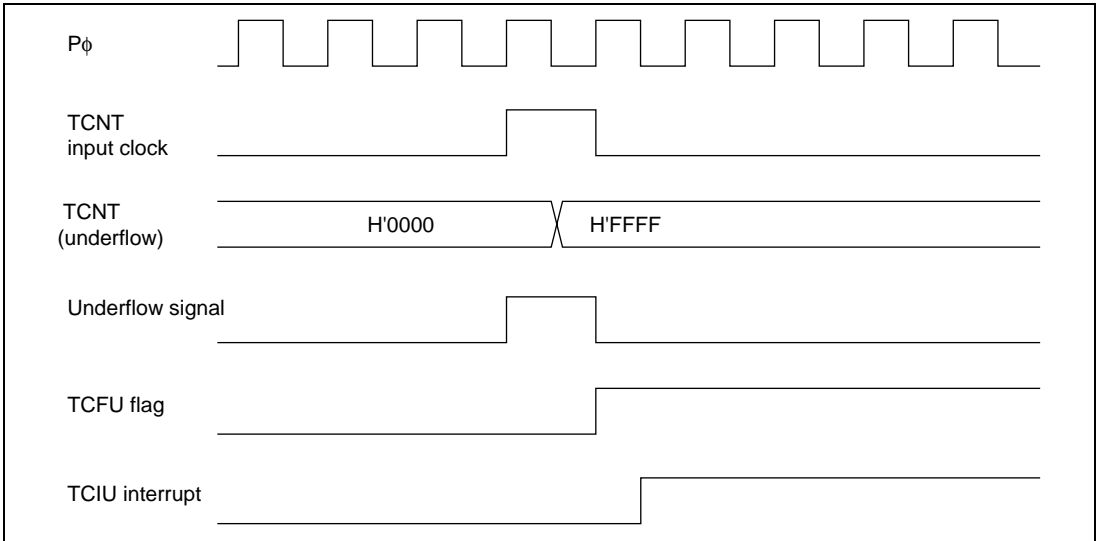 Pϕ
TCNT
input clock
TCNT
(underflow)
H'0000
H'FFFF
Underflow signal
TCFU flag
TCIU interrupt